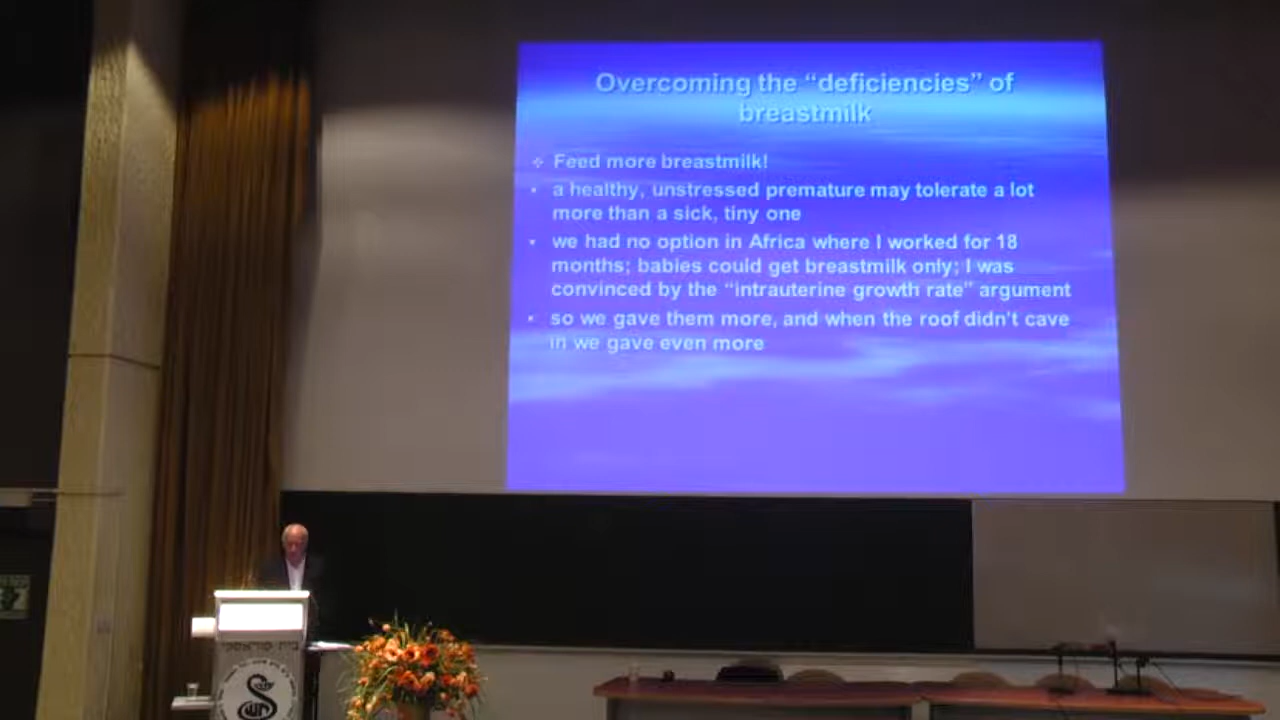 Overcoming the “deficiencies” of
breastmilk
Feed more breastmilk!
a healthy, unstressed premature may tolerate a lot
more than a sick, tiny one
we had no option in Africa where I worked for 18
months; babies could get breastmilk only; I was
convinced by the “intrauterine growth rate” argument
so we gave them more, and when the roof didn’t cave
in we gave even more